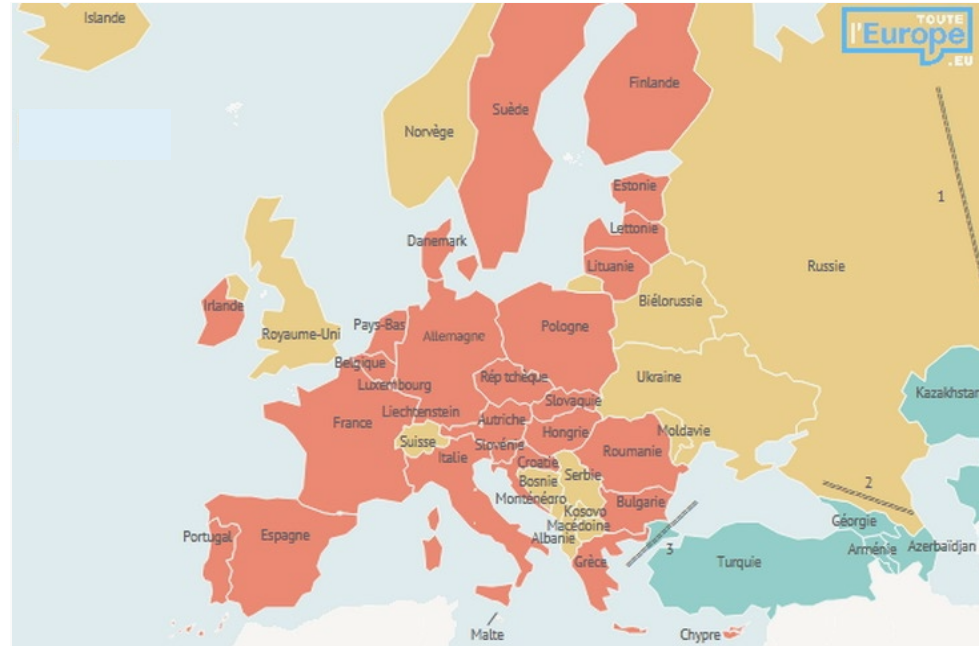 Islande
TOUTE
l'Europe
.EU
Finlande
Suède
Norvège
1
Estonie
Lettonie
Danemark
Lituanie
Russie
Biélorussie
Irlande
Pays-Bas
Royaume-Uni
Allemagne
Pologne
Belgique
Rép tchèque
Ukraine
Luxembourg
Kazakhstan
Slovaquie
Liechtenstein
France
Autriche
Hongrie
Moldavie
Suisse
Slovénie
Roumanie
Italie
Croatie
Serbie
Bosnie
2
Monténégro
Bulgarie
Kosovo
Macédoine
Géorgie
Portugal
Espagne
Albanie
3
Arménie
Azerbaïdjan
Grèce
Turquie
Malte
Chypre